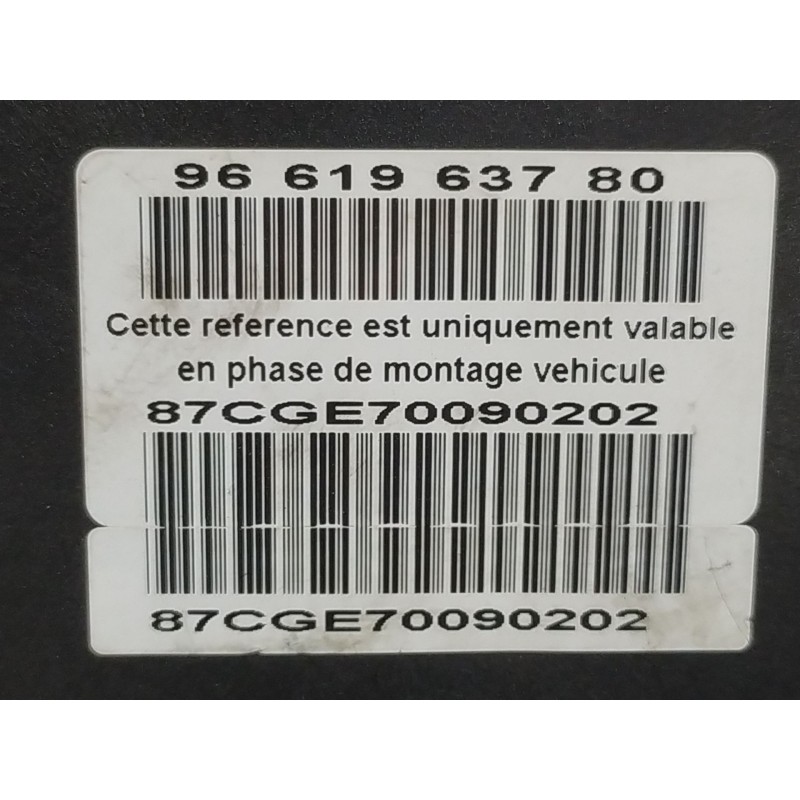 96 619 637 80
Cette reference est uniquement valable
en phase de montage vehicule
87CGE70090202
87CGE70090202